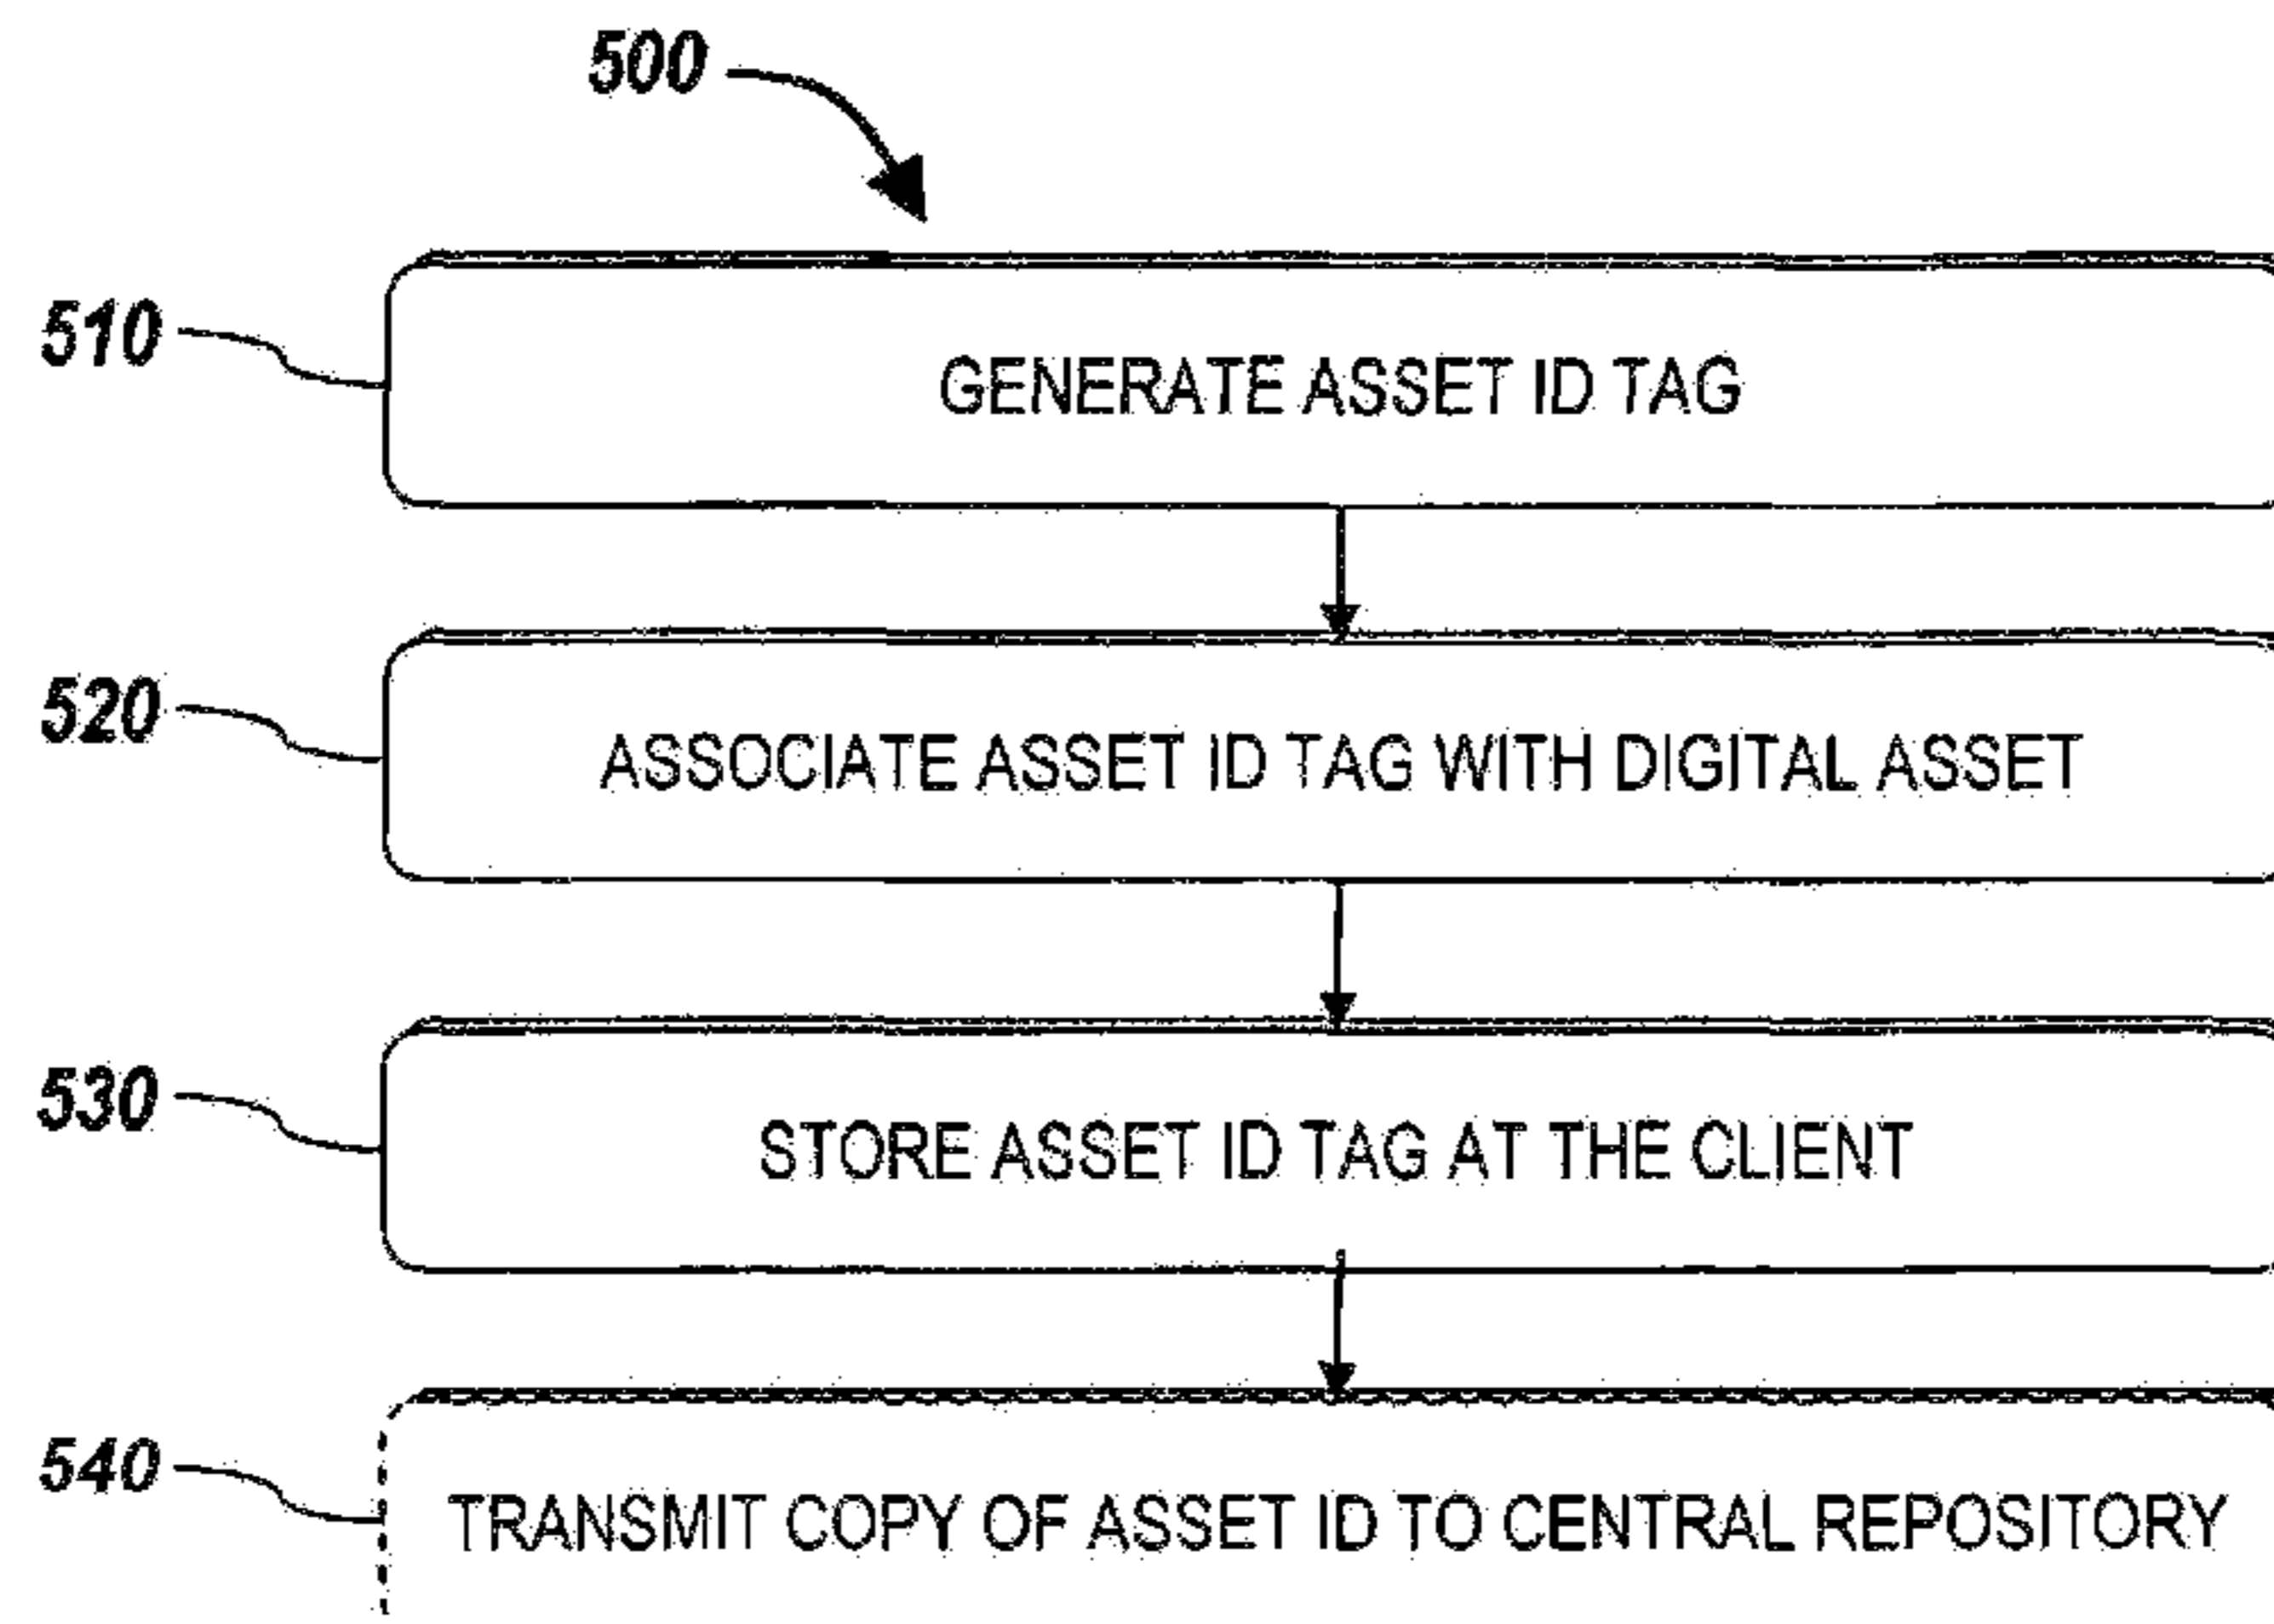 500
510
GENERATE ASSET ID TAG
520
ASSOCIATE ASSET ID TAG WITH DIGITAL ASSET
530
STORE ASSET ID TAG AT THE CLIENT
540
TRANSMIT COPY OF ASSET ID TO CENTRAL REPOSITORY